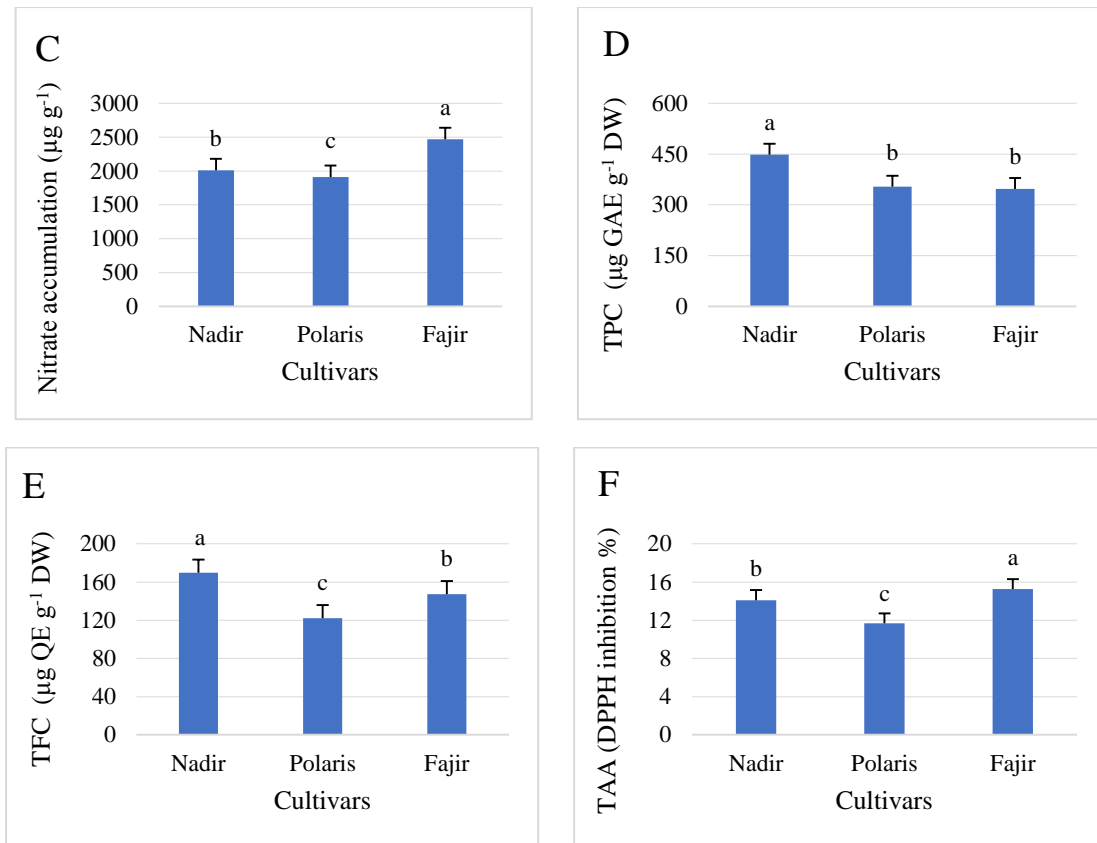 C
Nitrate accumulation (µg g⁻¹)
3000
2500
2000
1500
1000
500
0
b
c
a
Nadir
Polaris
Fajir
Cultivars
D
TPC (µg GAE g⁻¹ DW)
600
450
300
150
0
a
b
b
Nadir
Polaris
Fajir
Cultivars
E
TFC (µg QE g⁻¹ DW)
200
160
120
80
40
0
a
c
b
Nadir
Polaris
Fajir
Cultivars
F
TAA (DPPH inhibition %)
20
16
12
8
4
0
b
c
a
Nadir
Polaris
Fajir
Cultivars